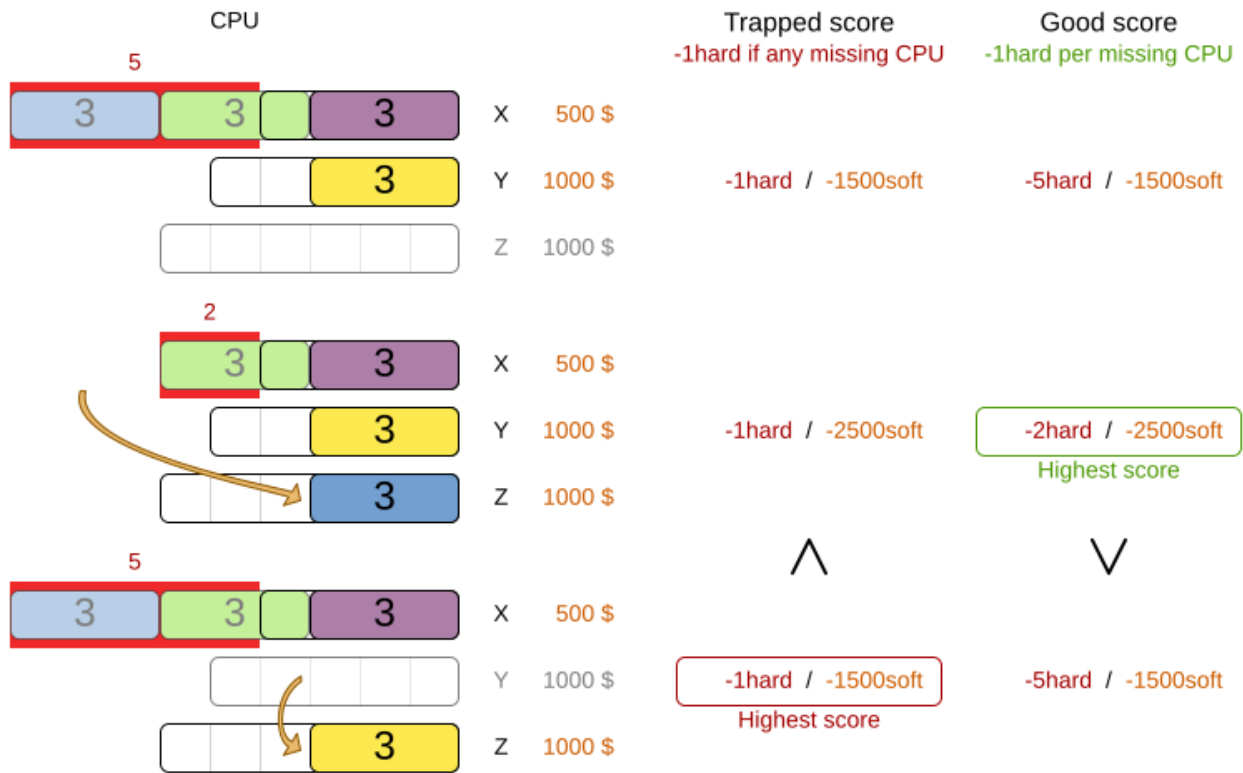 CPU Trapped score Good score
-1hard if any missing CPU -1hard per missing CPU
5
3 3 3 X 500 $
3 Y 1000 $ -1hard / -1500soft -5hard / -1500soft
Z 1000 $
2
3 3 X 500 $
3 Y 1000 $ -1hard / -2500soft -2hard / -2500soft
Highest score
3 Z 1000 $
5
3 3 3 X 500 $
Y 1000 $ -1hard / -1500soft -5hard / -1500soft
Highest score
3 Z 1000 $